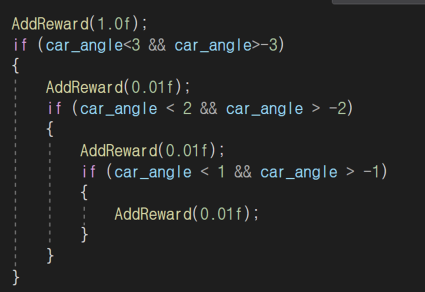 AddReward(1.0f);
if (car_angle<3 && car_angle>-3)
{
AddReward(0.01f);
if (car_angle < 2 && car_angle > -2)
{
AddReward(0.01f);
if (car_angle < 1 && car_angle > -1)
{
AddReward(0.01f);
}
}
}